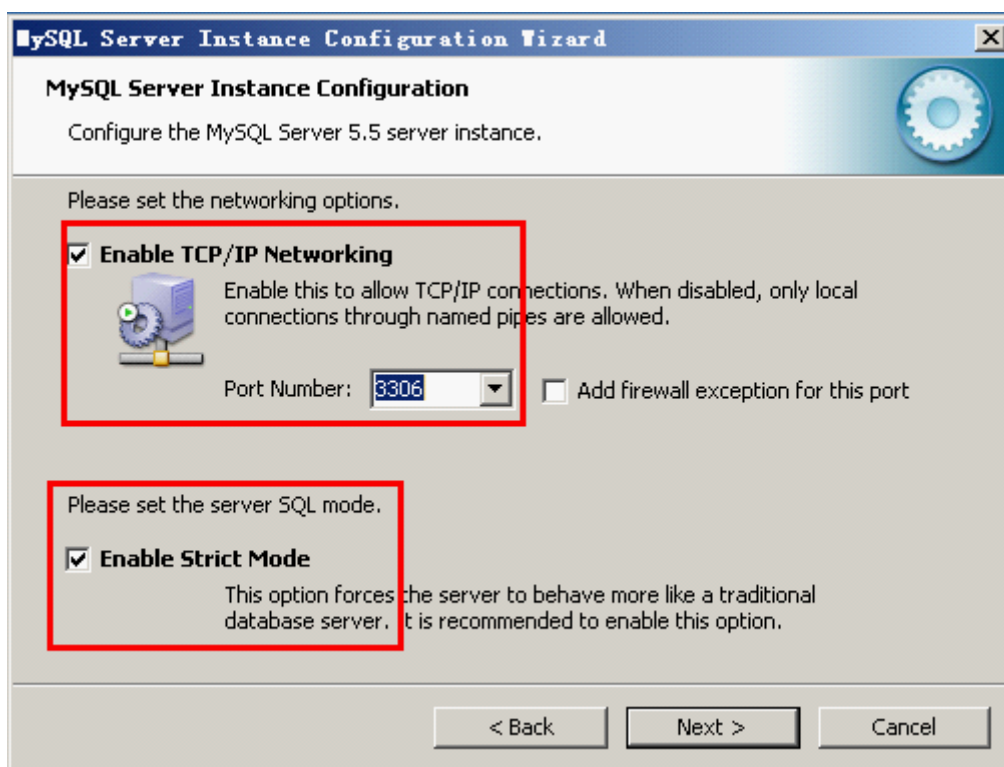 MySQL Server Instance Configuration Wizard
MySQL Server Instance Configuration
Configure the MySQL Server 5.5 server instance.
Please set the networking options.
Enable TCP/IP Networking
Enable this to allow TCP/IP connections. When disabled, only local
connections through named pipes are allowed.
Port Number: 3306 Add firewall exception for this port
Please set the server SQL mode.
Enable Strict Mode
This option forces the server to behave more like a traditional
database server. It is recommended to enable this option.
< Back Next > Cancel